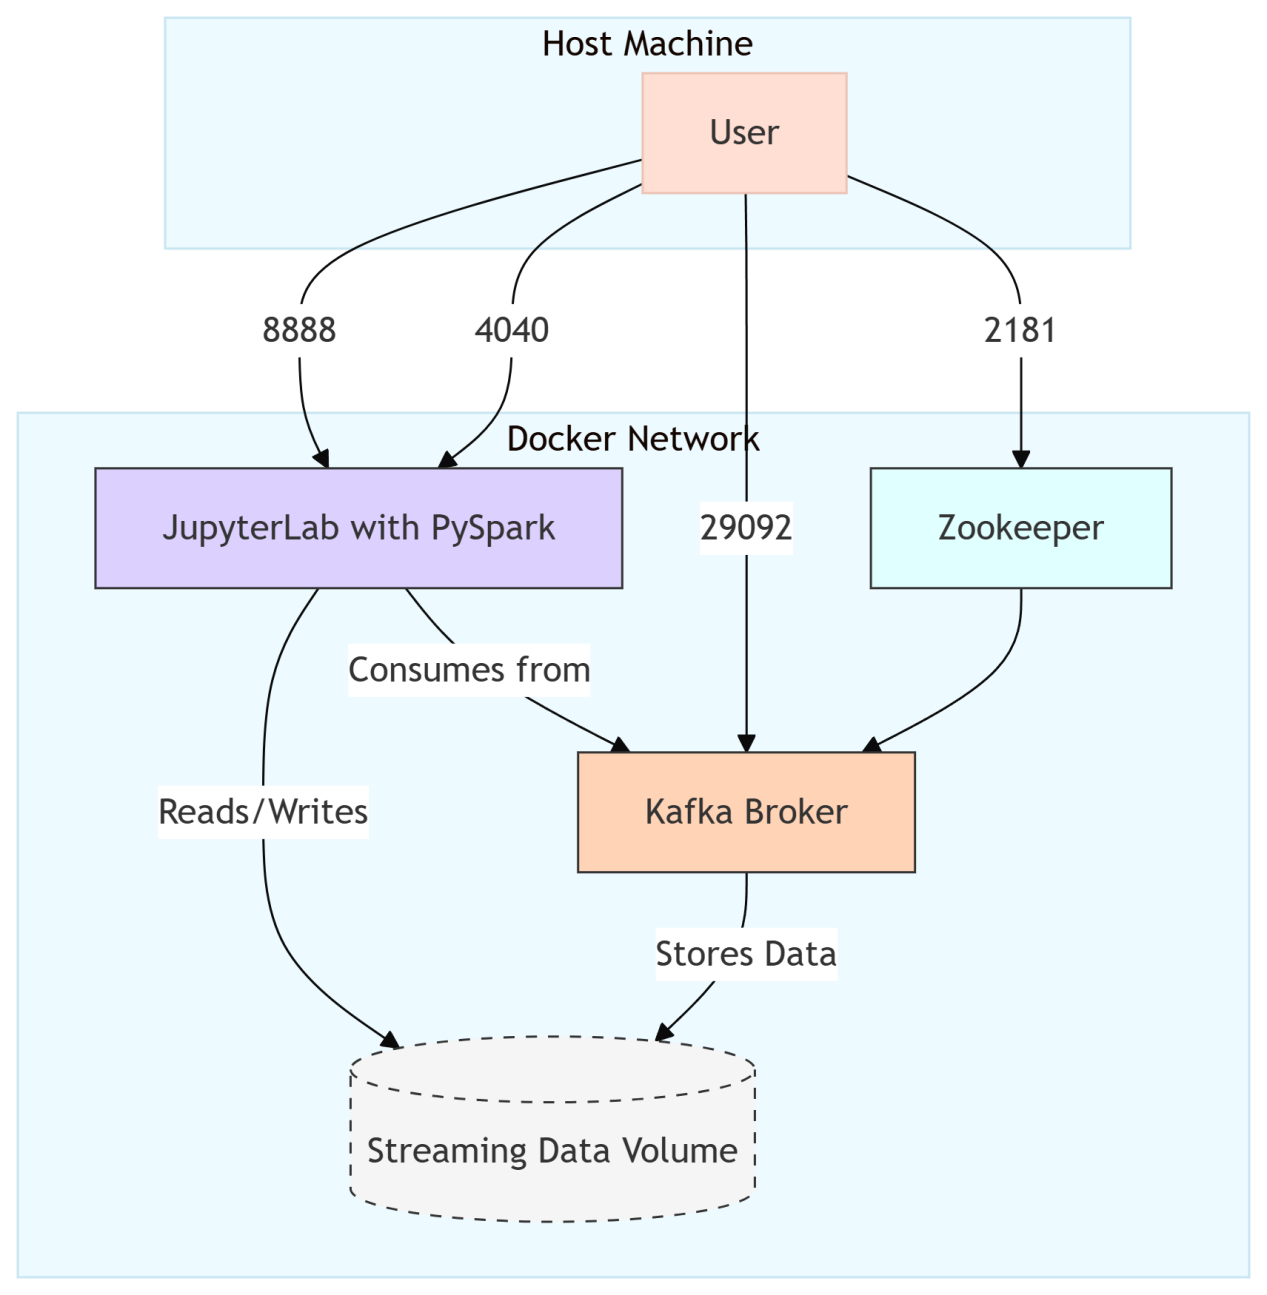 Host Machine
User
8888
4040
2181
Docker Network
JupyterLab with PySpark
29092
Zookeeper
Consumes from
Reads/Writes
Kafka Broker
Stores Data
Streaming Data Volume